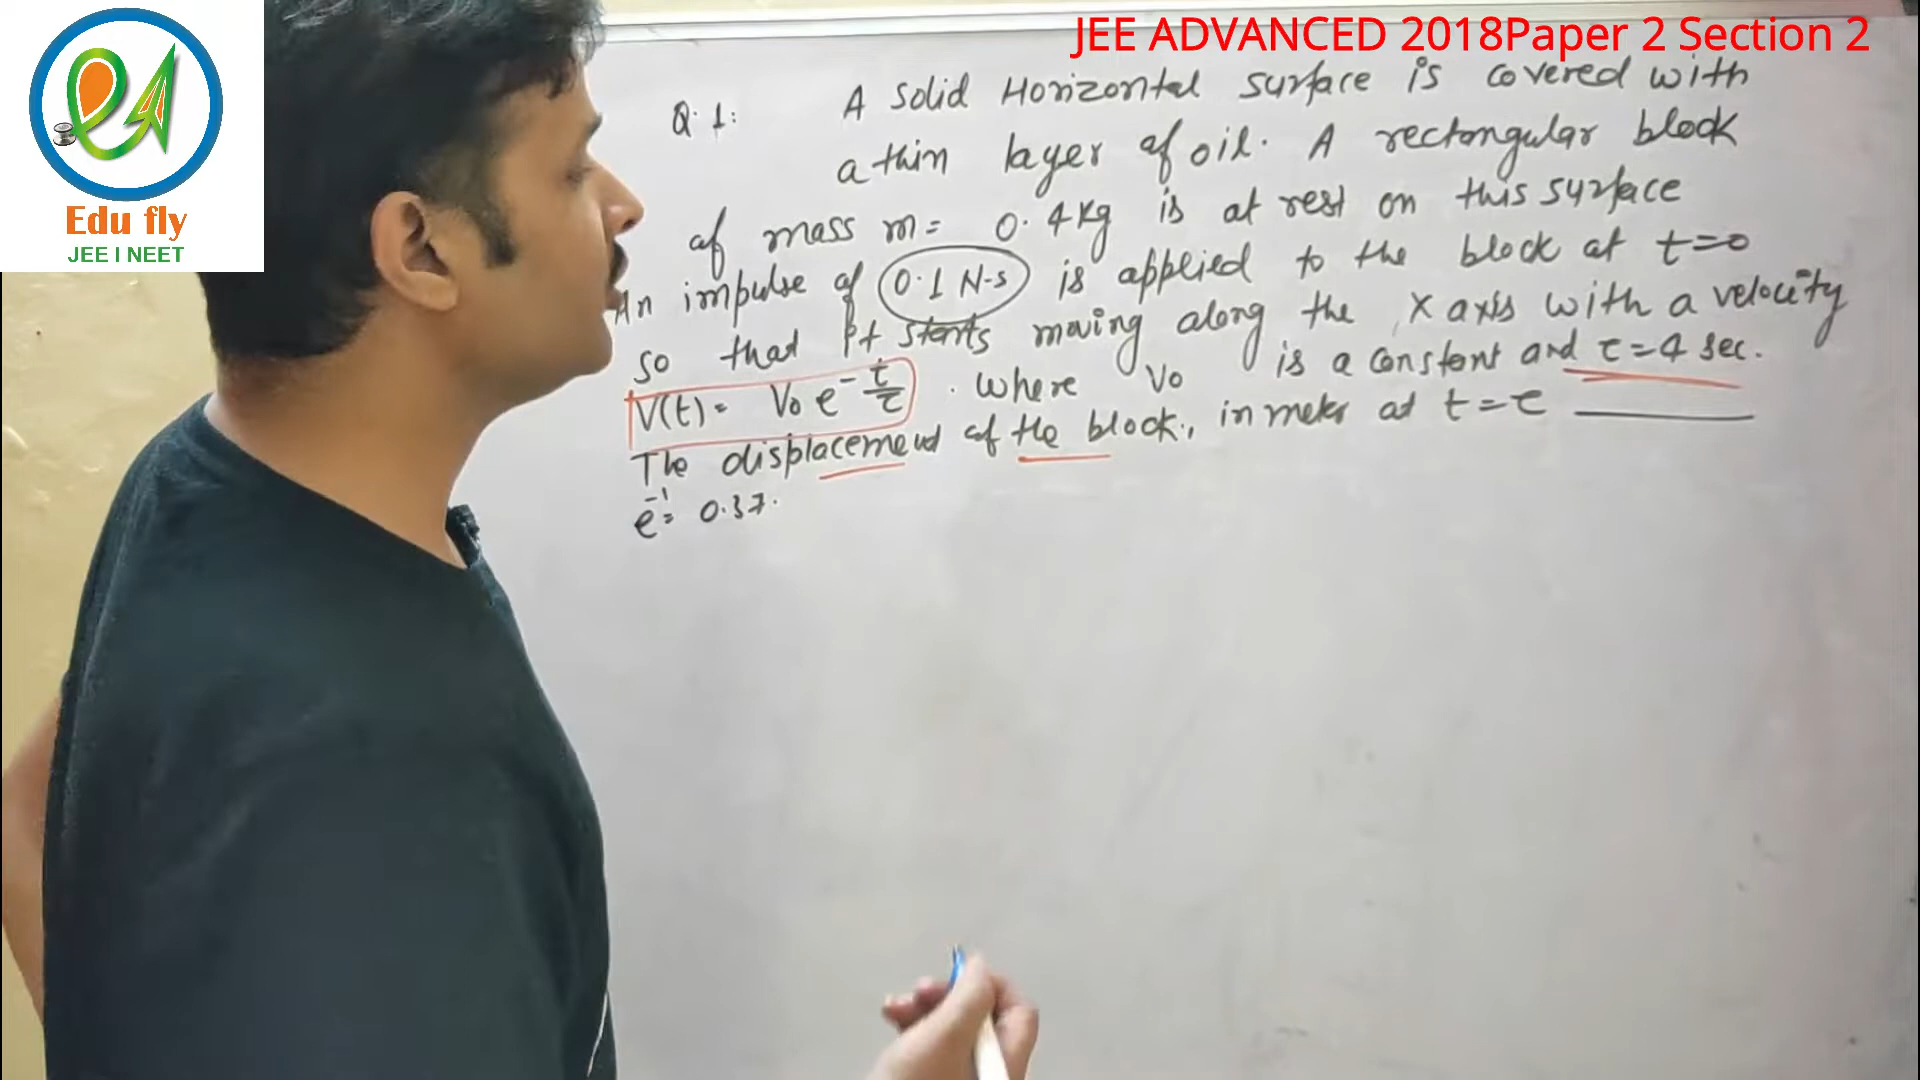 JEE ADVANCED 2018Paper 2 Section 2
Edu fly
JEE I NEET
Q.1: A solid Horizontal surface is covered with
a thin layer of oil. A rectangular block
of mass m= 0.4Kg is at rest on this surface
An impulse of 0.1 N-s is applied to the block at t=0
so that it starts moving along the X axis with a velocity
V(t)= V₀ e^(-t/τ) . where V₀ is a constant and τ=4 sec.
The displacement of the block, in meter at t=τ ______
e⁻¹= 0.37.